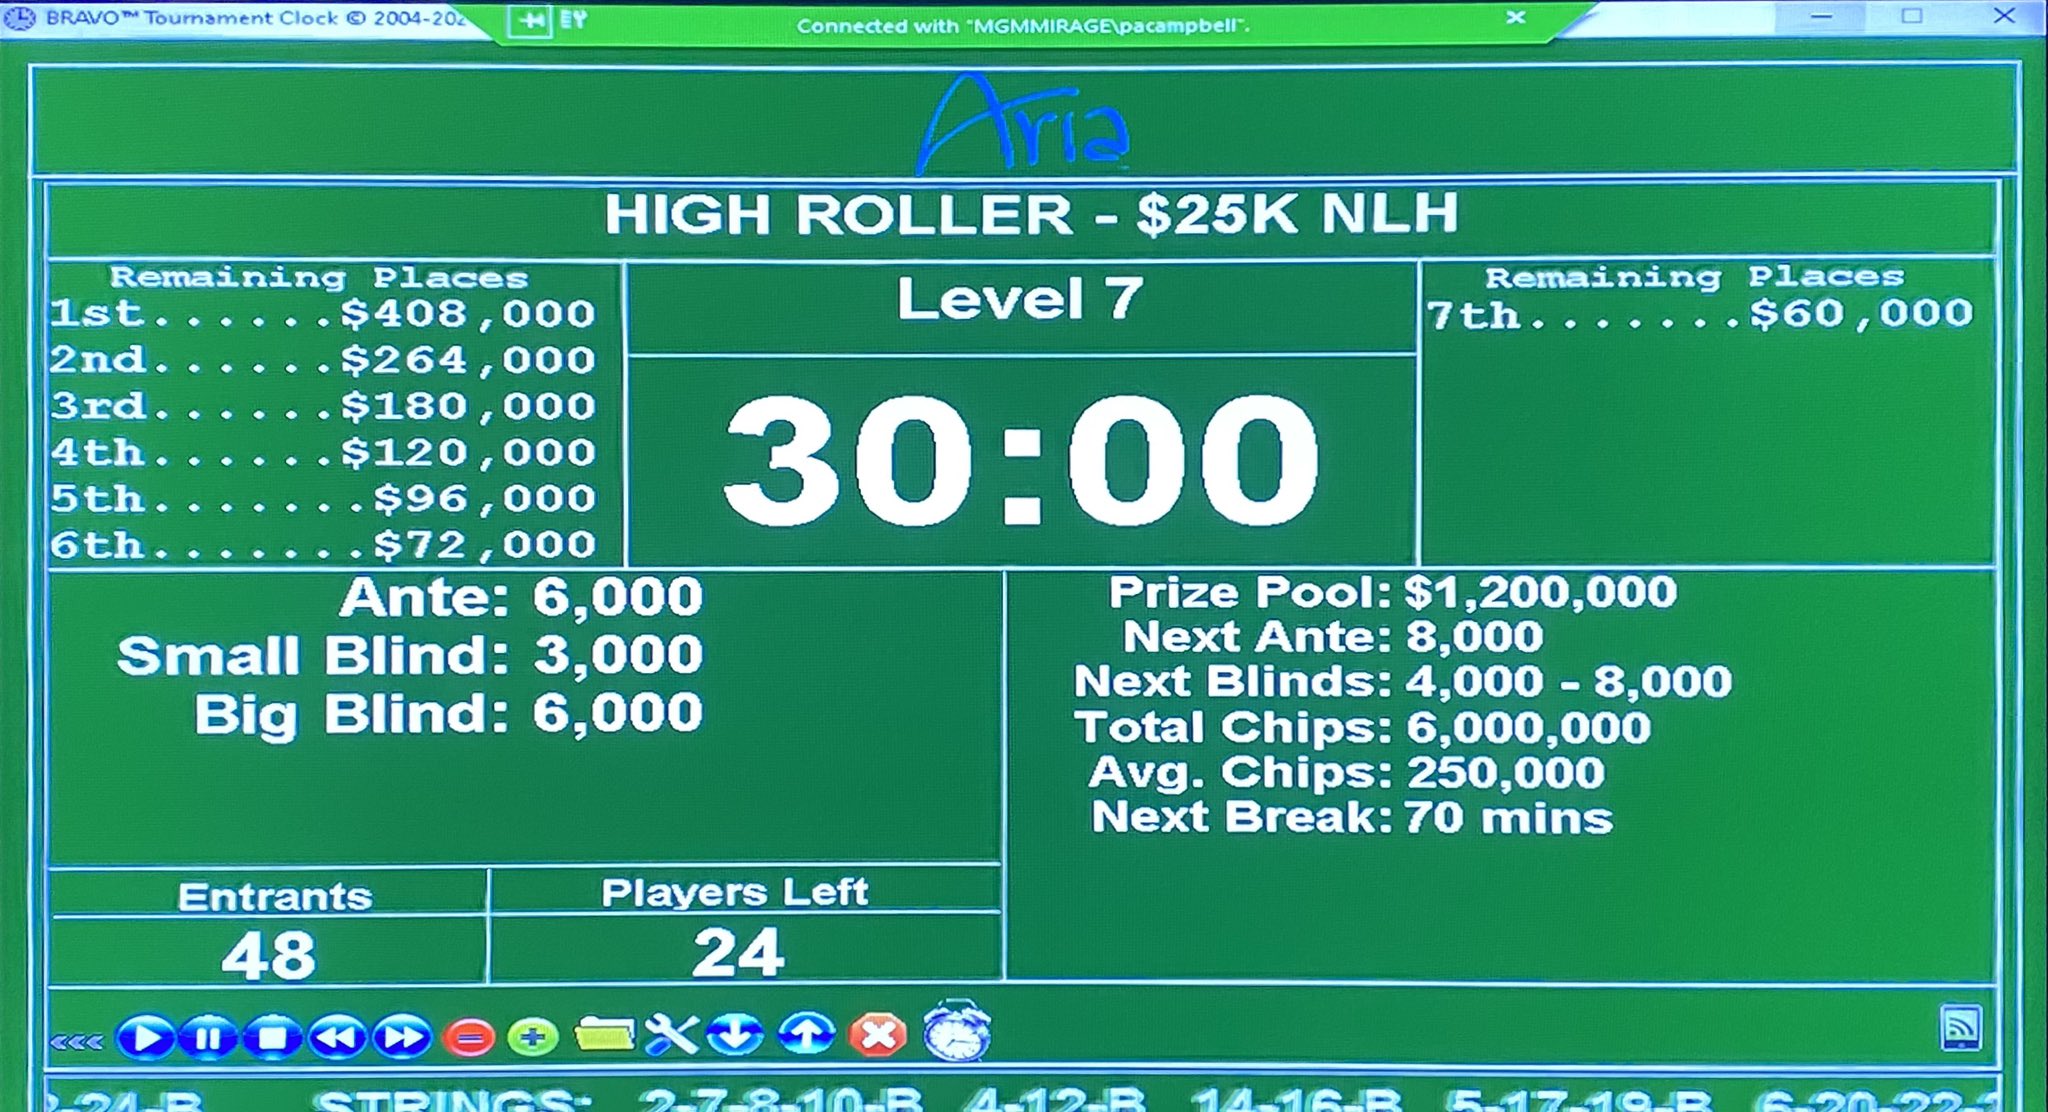 BRAVO™ Tournament Clock © 2004-202
Connected with "MGMMIRAGE\pacampbell".
Aria
HIGH ROLLER - $25K NLH
Remaining Places
1st......$408,000
2nd......$264,000
3rd......$180,000
4th......$120,000
5th.......$96,000
6th.......$72,000
Level 7
30:00
Remaining Places
7th.......$60,000
Ante: 6,000
Small Blind: 3,000
Big Blind: 6,000
Prize Pool: $1,200,000
Next Ante: 8,000
Next Blinds: 4,000 - 8,000
Total Chips: 6,000,000
Avg. Chips: 250,000
Next Break: 70 mins
Entrants
48
Players Left
24
<<<
-24-B STRINGS: 2-7-8-10-B 4-12-B 14-16-B 5-17-19-B 6-20-22-